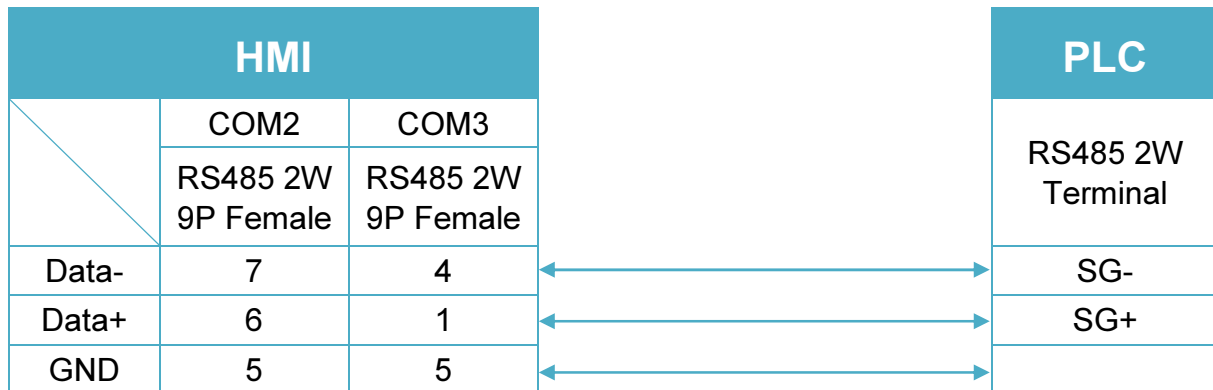 HMI PLC
COM2 COM3
RS485 2W RS485 2W RS485 2W
9P Female 9P Female Terminal
Data- 7 4 SG-
Data+ 6 1 SG+
GND 5 5